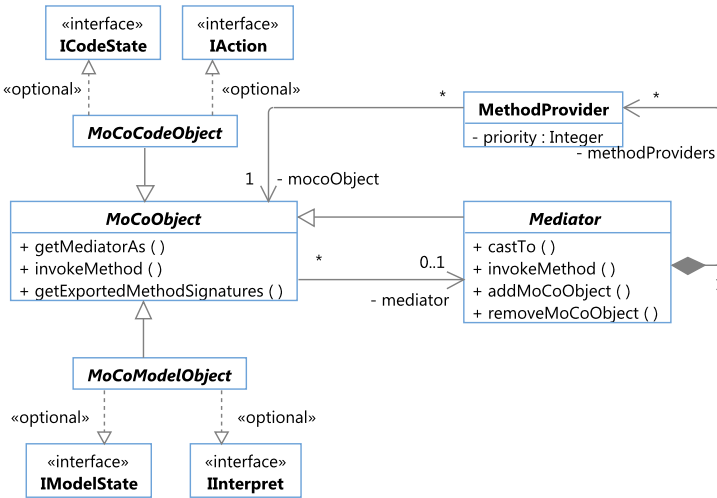 «interface»
ICodeState
«interface»
IAction
«optional»
«optional»
MoCoCodeObject
*
MethodProvider
- priority : Integer
*
- methodProviders
1
- mocoObject
MoCoObject
+ getMediatorAs ( )
+ invokeMethod ( )
+ getExportedMethodSignatures ( )
*
0..1
- mediator
Mediator
+ castTo ( )
+ invokeMethod ( )
+ addMoCoObject ( )
+ removeMoCoObject ( )
MoCoModelObject
«optional»
«optional»
«interface»
IModelState
«interface»
IInterpret